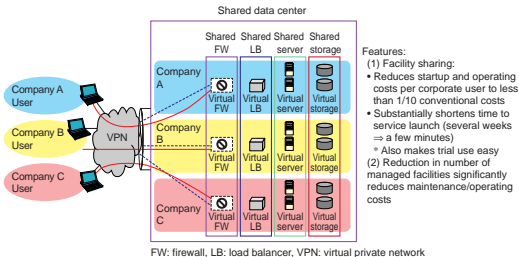 Shared data center
Shared Shared Shared Shared
FW LB server storage
Company
A
Virtual Virtual Virtual Virtual
FW LB server storage
Company A
User
Company B
User
VPN
Company
B
Virtual Virtual Virtual Virtual
FW LB server storage
Company C
User
Company
C
Virtual Virtual Virtual Virtual
FW LB server storage
Features:
(1) Facility sharing:
• Reduces startup and operating
costs per corporate user to less
than 1/10 conventional costs
• Substantially shortens time to
service launch (several weeks
⇒ a few minutes)
* Also makes trial use easy
(2) Reduction in number of
managed facilities significantly
reduces maintenance/operating
costs
FW: firewall, LB: load balancer, VPN: virtual private network